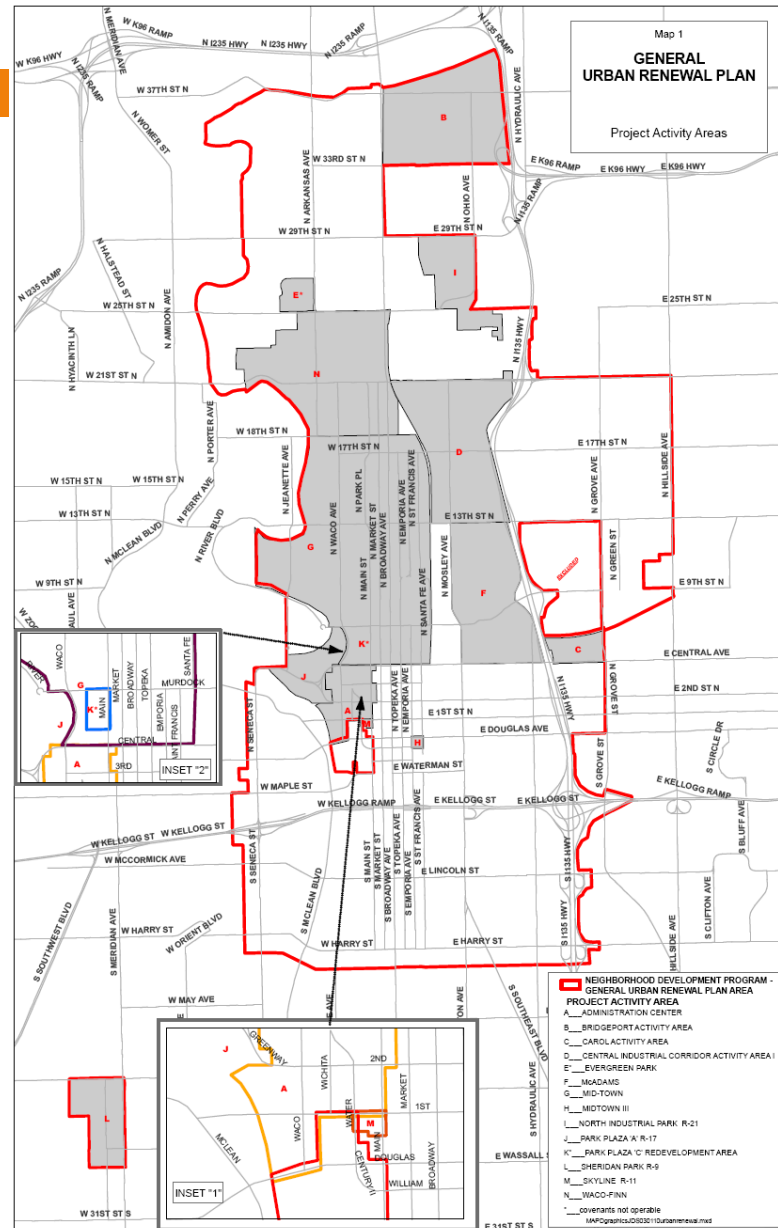 Map 1
GENERAL
URBAN RENEWAL PLAN
Project Activity Areas
W K96 HWY
N MERIDIAN AVE
W K96 RAMP
N I235 HWY
N I235 HWY
N I235 RAMP
N I135 RAMP
N I235 RAMP
W 37TH ST N
B
N HYDRAULIC AVE
N WOMER ST
N ARKANSAS AVE
W 33RD ST N
N OHIO AVE
E K96 RAMP
E K96 HWY
E K96 HWY
N I135 RAMP
W 29TH ST N
E 29TH ST N
N HALSTEAD ST
N I235 RAMP
I
E*
W 25TH ST N
E 25TH ST N
N AMIDON AVE
N HYACINTH LN
N I135 HWY
W 21ST ST N
N
N PORTER AVE
W 18TH ST N
W 17TH ST N
D
E 17TH ST N
N HILLSIDE AVE
N JEANETTE AVE
N GROVE AVE
W 15TH ST N
W 15TH ST N
N PERRY AVE
N PARK PL
N MARKET ST
N BROADWAY AVE
N EMPORIA AVE
N ST FRANCIS AVE
W 13TH ST N
N MCLEAN BLVD
N RIVER BLVD
G
N WACO AVE
N MAIN ST
N SANTA FE AVE
N MOSLEY AVE
E 13TH ST N
N GREEN ST
EXCLUDED
W 9TH ST N
E 9TH ST N
F
K*
C
J
E CENTRAL AVE
N SENECA ST
N TOPEKA AVE
N EMPORIA AVE
N I135 HWY
N GROVE ST
E 2ND ST N
A
M
E 1ST ST N
E DOUGLAS AVE
H
E WATERMAN ST
S GROVE ST
S CIRCLE DR
W MAPLE ST
W KELLOGG RAMP
E KELLOGG ST
E KELLOGG ST
E KELLOGG RAMP
W KELLOGG ST
W KELLOGG ST
W MCCORMICK AVE
S SENECA ST
S MCLEAN BLVD
S MAIN ST
S MARKET ST
S BROADWAY AVE
S TOPEKA AVE
S EMPORIA AVE
S ST FRANCIS AVE
E LINCOLN ST
S I135 HWY
S BLUFF AVE
S CLIFTON AVE
S SOUTHWEST BLVD
S MERIDIAN AVE
W HARRY ST
W ORIENT BLVD
W HARRY ST
E HARRY ST
S I135 HWY
HILLSIDE AVE
W MAY AVE
S SOUTHEAST BLVD
S HYDRAULIC AVE
L
E WASSALL S
W 31ST ST S
E 31ST ST S
RIVER
WACO
G
K*
MAIN
MARKET
BROADWAY
TOPEKA
MURDOCK
EMPORIA
SANTA FE
J
CENTRAL
A
3RD
INSET "2"
J
GREENWAY
A
WICHITA
2ND
MARKET
WATER
1ST
WACO
M
MAIN
MCLEAN
DOUGLAS
CENTURY II
WILLIAM
BROADWAY
INSET "1"
NEIGHBORHOOD DEVELOPMENT PROGRAM -
GENERAL URBAN RENEWAL PLAN AREA
PROJECT ACTIVITY AREA
A___ADMINISTRATION CENTER
B___BRIDGEPORT ACTIVITY AREA
C___CAROL ACTIVITY AREA
D___CENTRAL INDUSTRIAL CORRIDOR ACTIVITY AREA I
E*___EVERGREEN PARK
F___McADAMS
G___MID-TOWN
H___MIDTOWN III
I___NORTH INDUSTRIAL PARK R-21
J___PARK PLAZA 'A' R-17
K*___PARK PLAZA 'C' REDEVELOPMENT AREA
L___SHERIDAN PARK R-9
M___SKYLINE R-11
N___WACO-FINN
*___covenants not operable